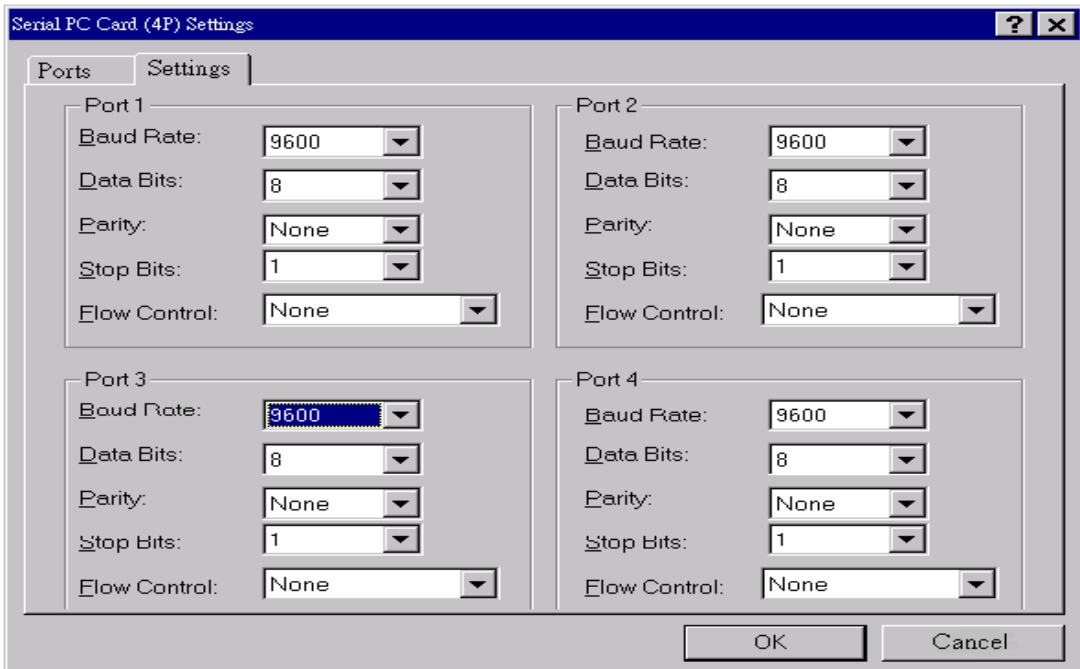 Serial PC Card (4P) Settings
Ports Settings
Port 1
Baud Rate: 9600
Data Bits: 8
Parity: None
Stop Bits: 1
Flow Control: None
Port 2
Baud Rate: 9600
Data Bits: 8
Parity: None
Stop Bits: 1
Flow Control: None
Port 3
Baud Rate: 9600
Data Bits: 8
Parity: None
Stop Bits: 1
Flow Control: None
Port 4
Baud Rate: 9600
Data Bits: 8
Parity: None
Stop Bits: 1
Flow Control: None
OK Cancel